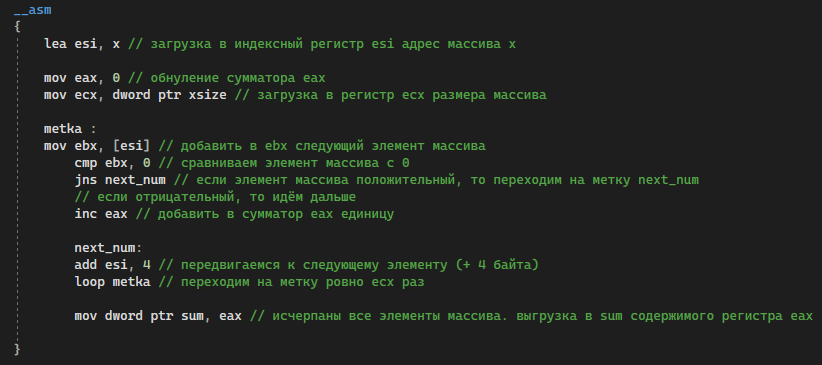 __asm
{
lea esi, x // загрузка в индексный регистр esi адрес массива x
mov eax, 0 // обнуление сумматора eax
mov ecx, dword ptr xsize // загрузка в регистр ecx размера массива
metka :
mov ebx, [esi] // добавить в ebx следующий элемент массива
cmp ebx, 0 // сравниваем элемент массива с 0
jns next_num // если элемент массива положительный, то переходим на метку next_num
// если отрицательный, то идём дальше
inc eax // добавить в сумматор eax единицу
next_num:
add esi, 4 // передвигаемся к следующему элементу (+ 4 байта)
loop metka // переходим на метку ровно ecx раз
mov dword ptr sum, eax // исчерпаны все элементы массива. выгрузка в sum содержимого регистра eax
}